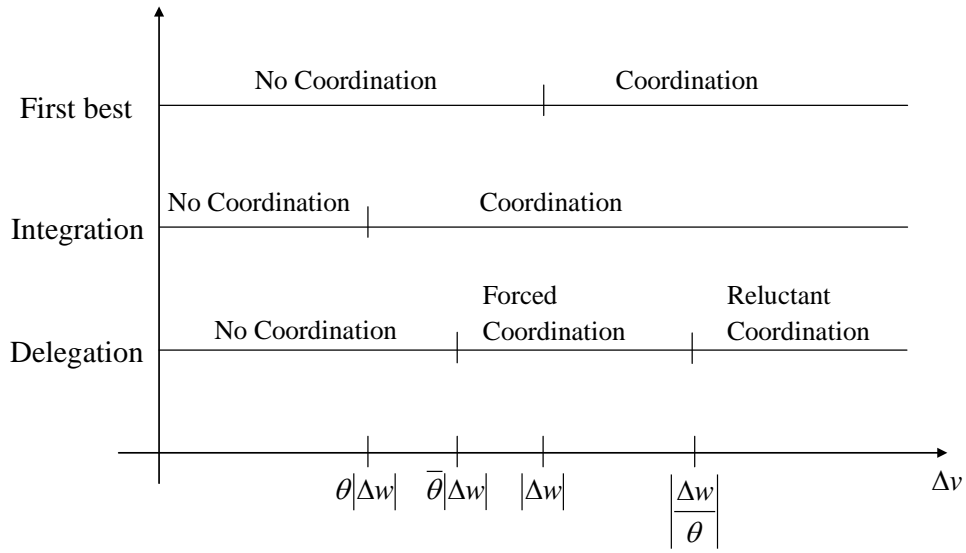 No Coordination Coordination
First best
No Coordination Coordination
Integration
Forced Reluctant
No Coordination Coordination Coordination
Delegation
θ|Δw| θ̅|Δw| |Δw| |Δw/θ| Δv